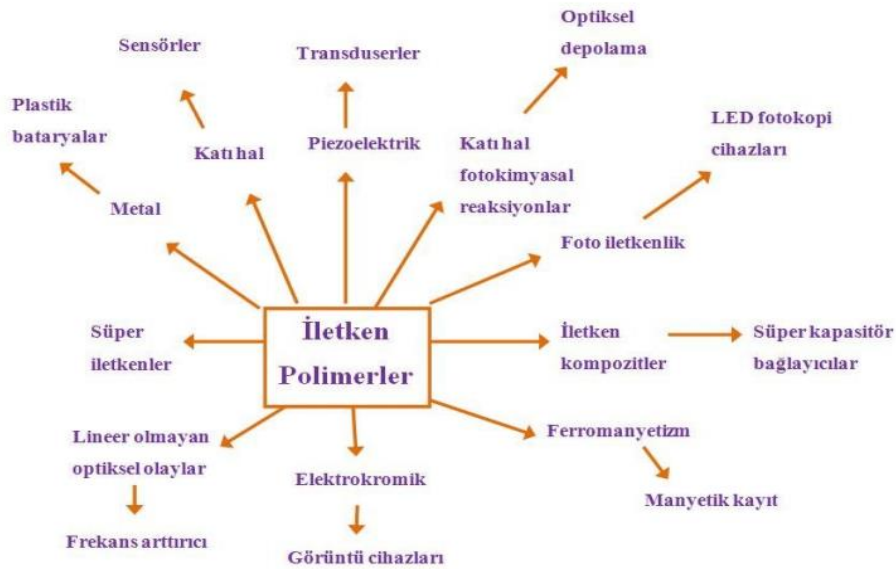 Optiksel
depolama
Sensörler
Transduserler
Plastik
bataryalar
LED fotokopi
cihazları
Katı hal
Piezoelektrik
Katı hal
fotokimyasal
reaksiyonlar
Metal
Foto iletkenlik
İletken
Polimerler
Süper
iletkenler
İletken
kompozitler
Süper kapasitör
bağlayıcılar
Lineer olmayan
optiksel olaylar
Ferromanyetizm
Elektrokromik
Manyetik kayıt
Frekans arttırıcı
Görüntü cihazları